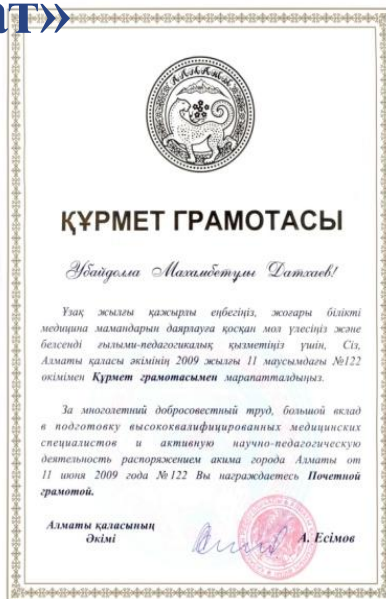 ат»
АЛМАТЫ
ҚҰРМЕТ ГРАМОТАСЫ
Убайдолла Махамбетұлы Датхаев!
Ұзақ жылғы қажырлы еңбегіңіз, жоғары білікті
медицина мамандарын даярлауға қосқан мол үлесіңіз және
белсенді ғылыми-педагогикалық қызметіңіз үшін, Сіз,
Алматы қаласы әкімінің 2009 жылғы 11 маусымдағы №122
өкімімен Құрмет грамотасымен марапатталдыңыз.
За многолетний добросовестный труд, большой вклад
в подготовку высококвалифицированных медицинских
специалистов и активную научно-педагогическую
деятельность распоряжением акима города Алматы от
11 июня 2009 года №122 Вы награждаетесь Почетной
грамотой.
Алматы қаласының
Әкімі
А. Есімов